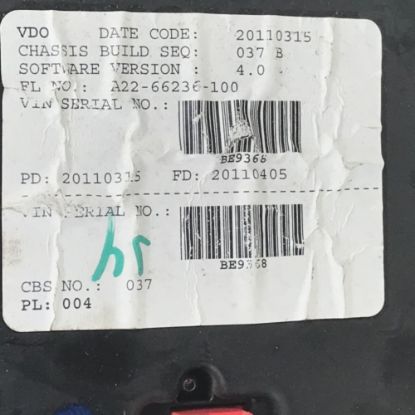 VDO DATE CODE: 20110315
CHASSIS BUILD SEQ: 037 B
SOFTWARE VERSION : 4.0
FL NO.: A22-66236-100
VIN SERIAL NO.:
BE9368
PD: 20110315 FD: 20110405
VIN SERIAL NO.:
BE9368
CBS NO.: 037
PL: 004